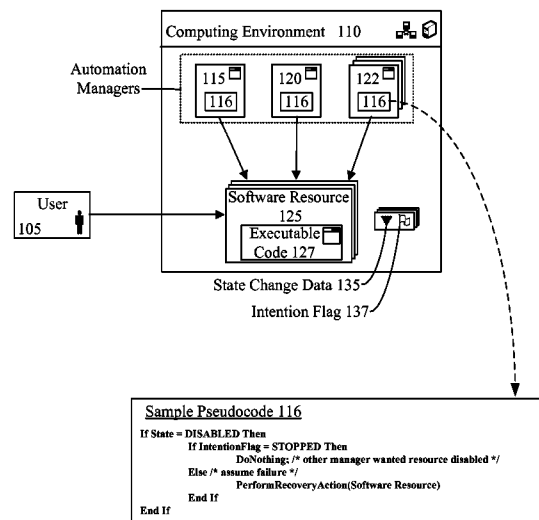 Computing Environment 110
Automation
Managers
115
116
120
116
122
116
User
105
Software Resource
125
Executable
Code 127
State Change Data 135
Intention Flag 137
Sample Pseudocode 116
If State = DISABLED Then
If IntentionFlag = STOPPED Then
DoNothing; /* other manager wanted resource disabled */
Else /* assume failure */
PerformRecoveryAction(Software Resource)
End If
End If